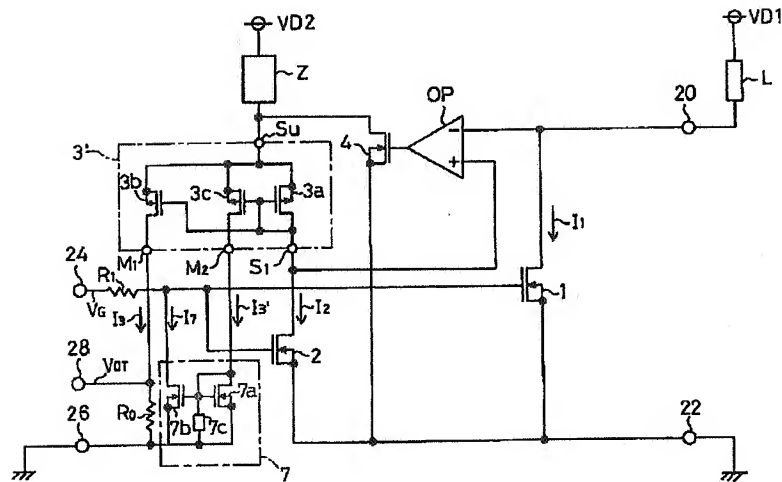 VD2
VD1
Z
L
OP
20
Su
4
3'
3b
3c
3a
I1
M1
M2
S1
24
R1
VG
I3
I7
I3'
I2
1
28
VOT
2
7a
26
R0
7b
7c
22
7